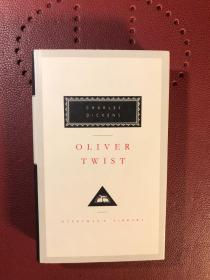 CHARLES
DICKENS
OLIVER
TWIST
EVERYMAN'S LIBRARY